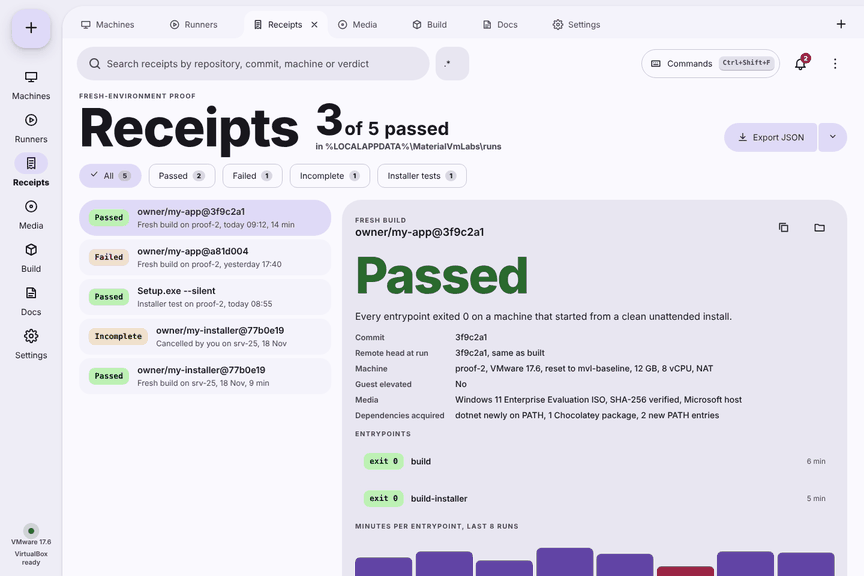 Machines
Runners
Receipts
Media
Build
Docs
Settings
Search receipts by repository, commit, machine or verdict
.*
Commands
Ctrl+Shift+F
2
Machines
Runners
Receipts
Media
Build
Docs
Settings
VMware 17.6
VirtualBox
ready
FRESH-ENVIRONMENT PROOF
Receipts
3 of 5 passed
in %LOCALAPPDATA%\MaterialVmLabs\runs
Export JSON
All 5
Passed 2
Failed 1
Incomplete 1
Installer tests 1
Passed
owner/my-app@3f9c2a1
Fresh build on proof-2, today 09:12, 14 min
Failed
owner/my-app@a81d004
Fresh build on proof-2, yesterday 17:40
Passed
Setup.exe --silent
Installer test on proof-2, today 08:55
Incomplete
owner/my-installer@77b0e19
Cancelled by you on srv-25, 18 Nov
Passed
owner/my-installer@77b0e19
Fresh build on srv-25, 18 Nov, 9 min
FRESH BUILD
owner/my-app@3f9c2a1
Passed
Every entrypoint exited 0 on a machine that started from a clean unattended install.
Commit 3f9c2a1
Remote head at run 3f9c2a1, same as built
Machine proof-2, VMware 17.6, reset to mvl-baseline, 12 GB, 8 vCPU, NAT
Guest elevated No
Media Windows 11 Enterprise Evaluation ISO, SHA-256 verified, Microsoft host
Dependencies acquired dotnet newly on PATH, 1 Chocolatey package, 2 new PATH entries
ENTRYPOINTS
exit 0 build 6 min
exit 0 build-installer 5 min
MINUTES PER ENTRYPOINT, LAST 8 RUNS